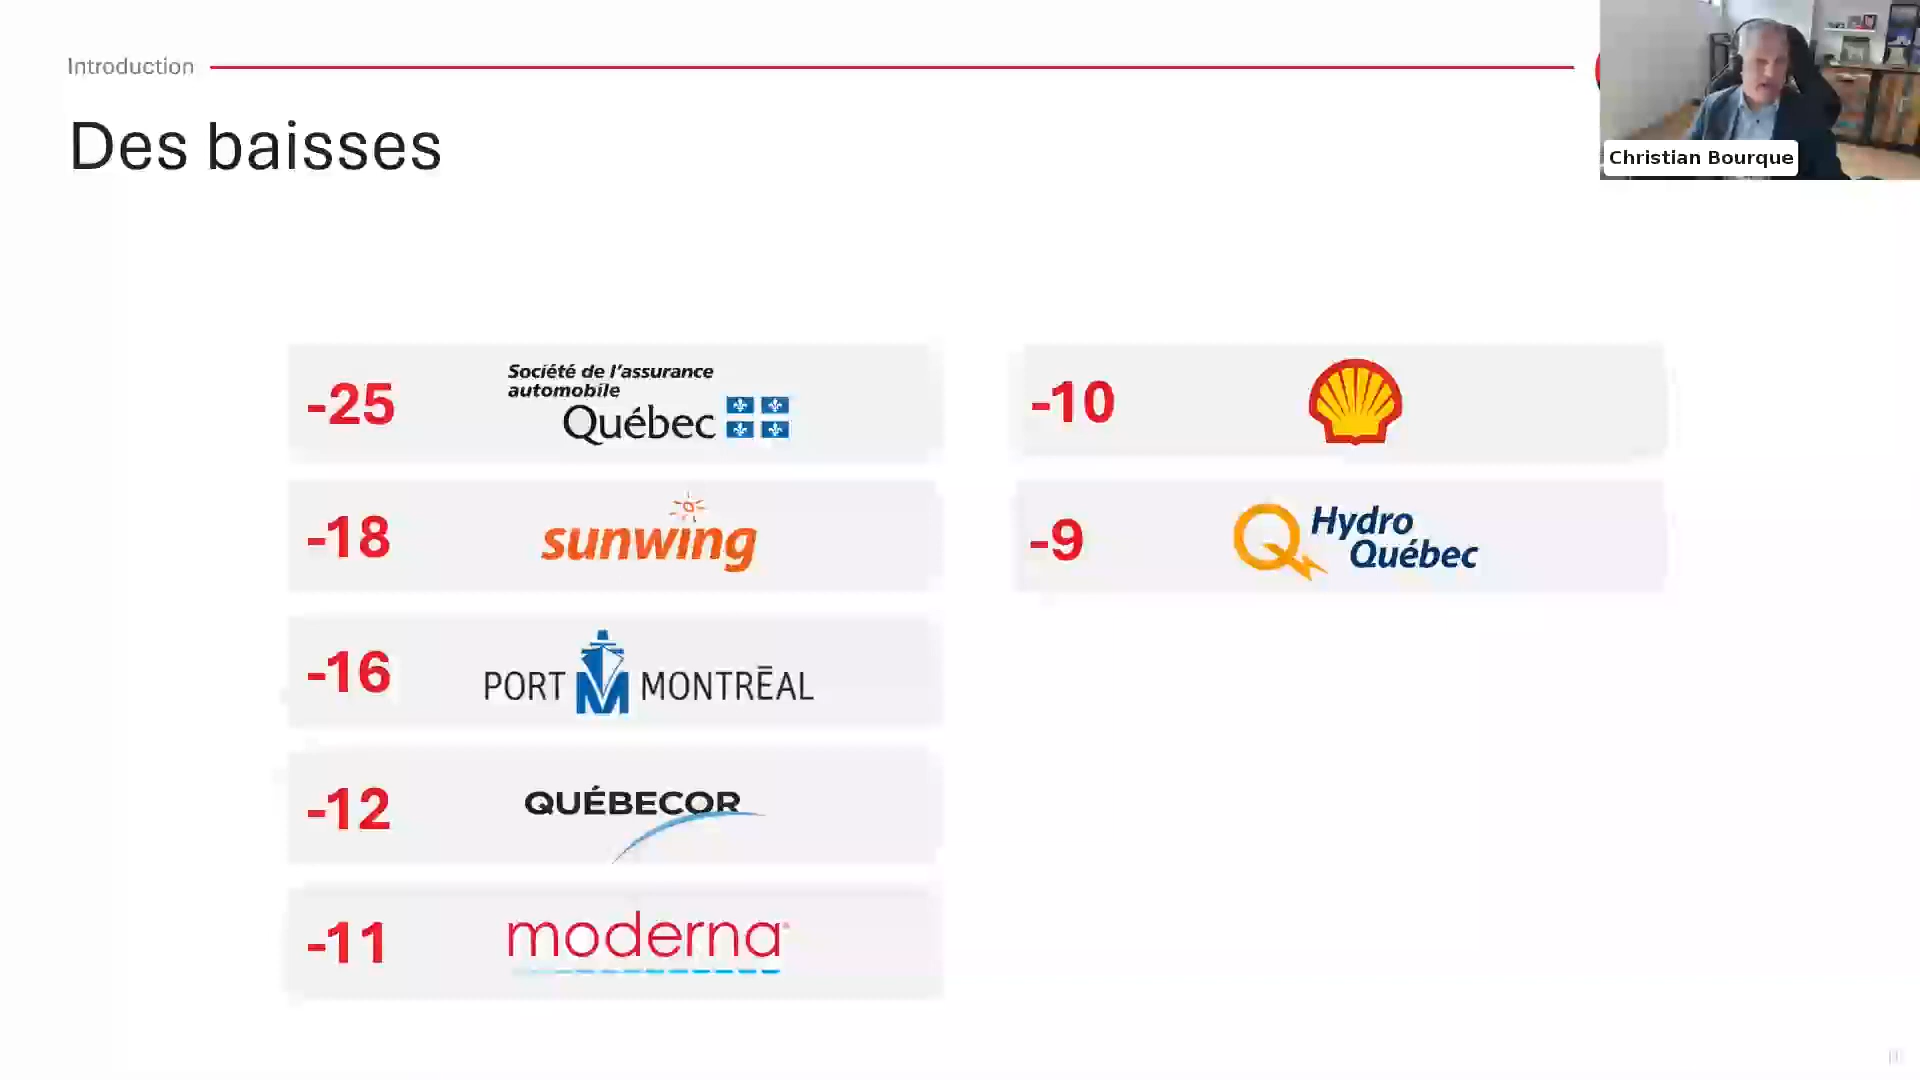 Introduction
Des baisses
Christian Bourque
-25
Société de l'assurance
automobile
Québec
-18
sunwing
-16
PORT M MONTRÉAL
-12
QUÉBECOR
-11
moderna
-10
-9
Hydro
Québec